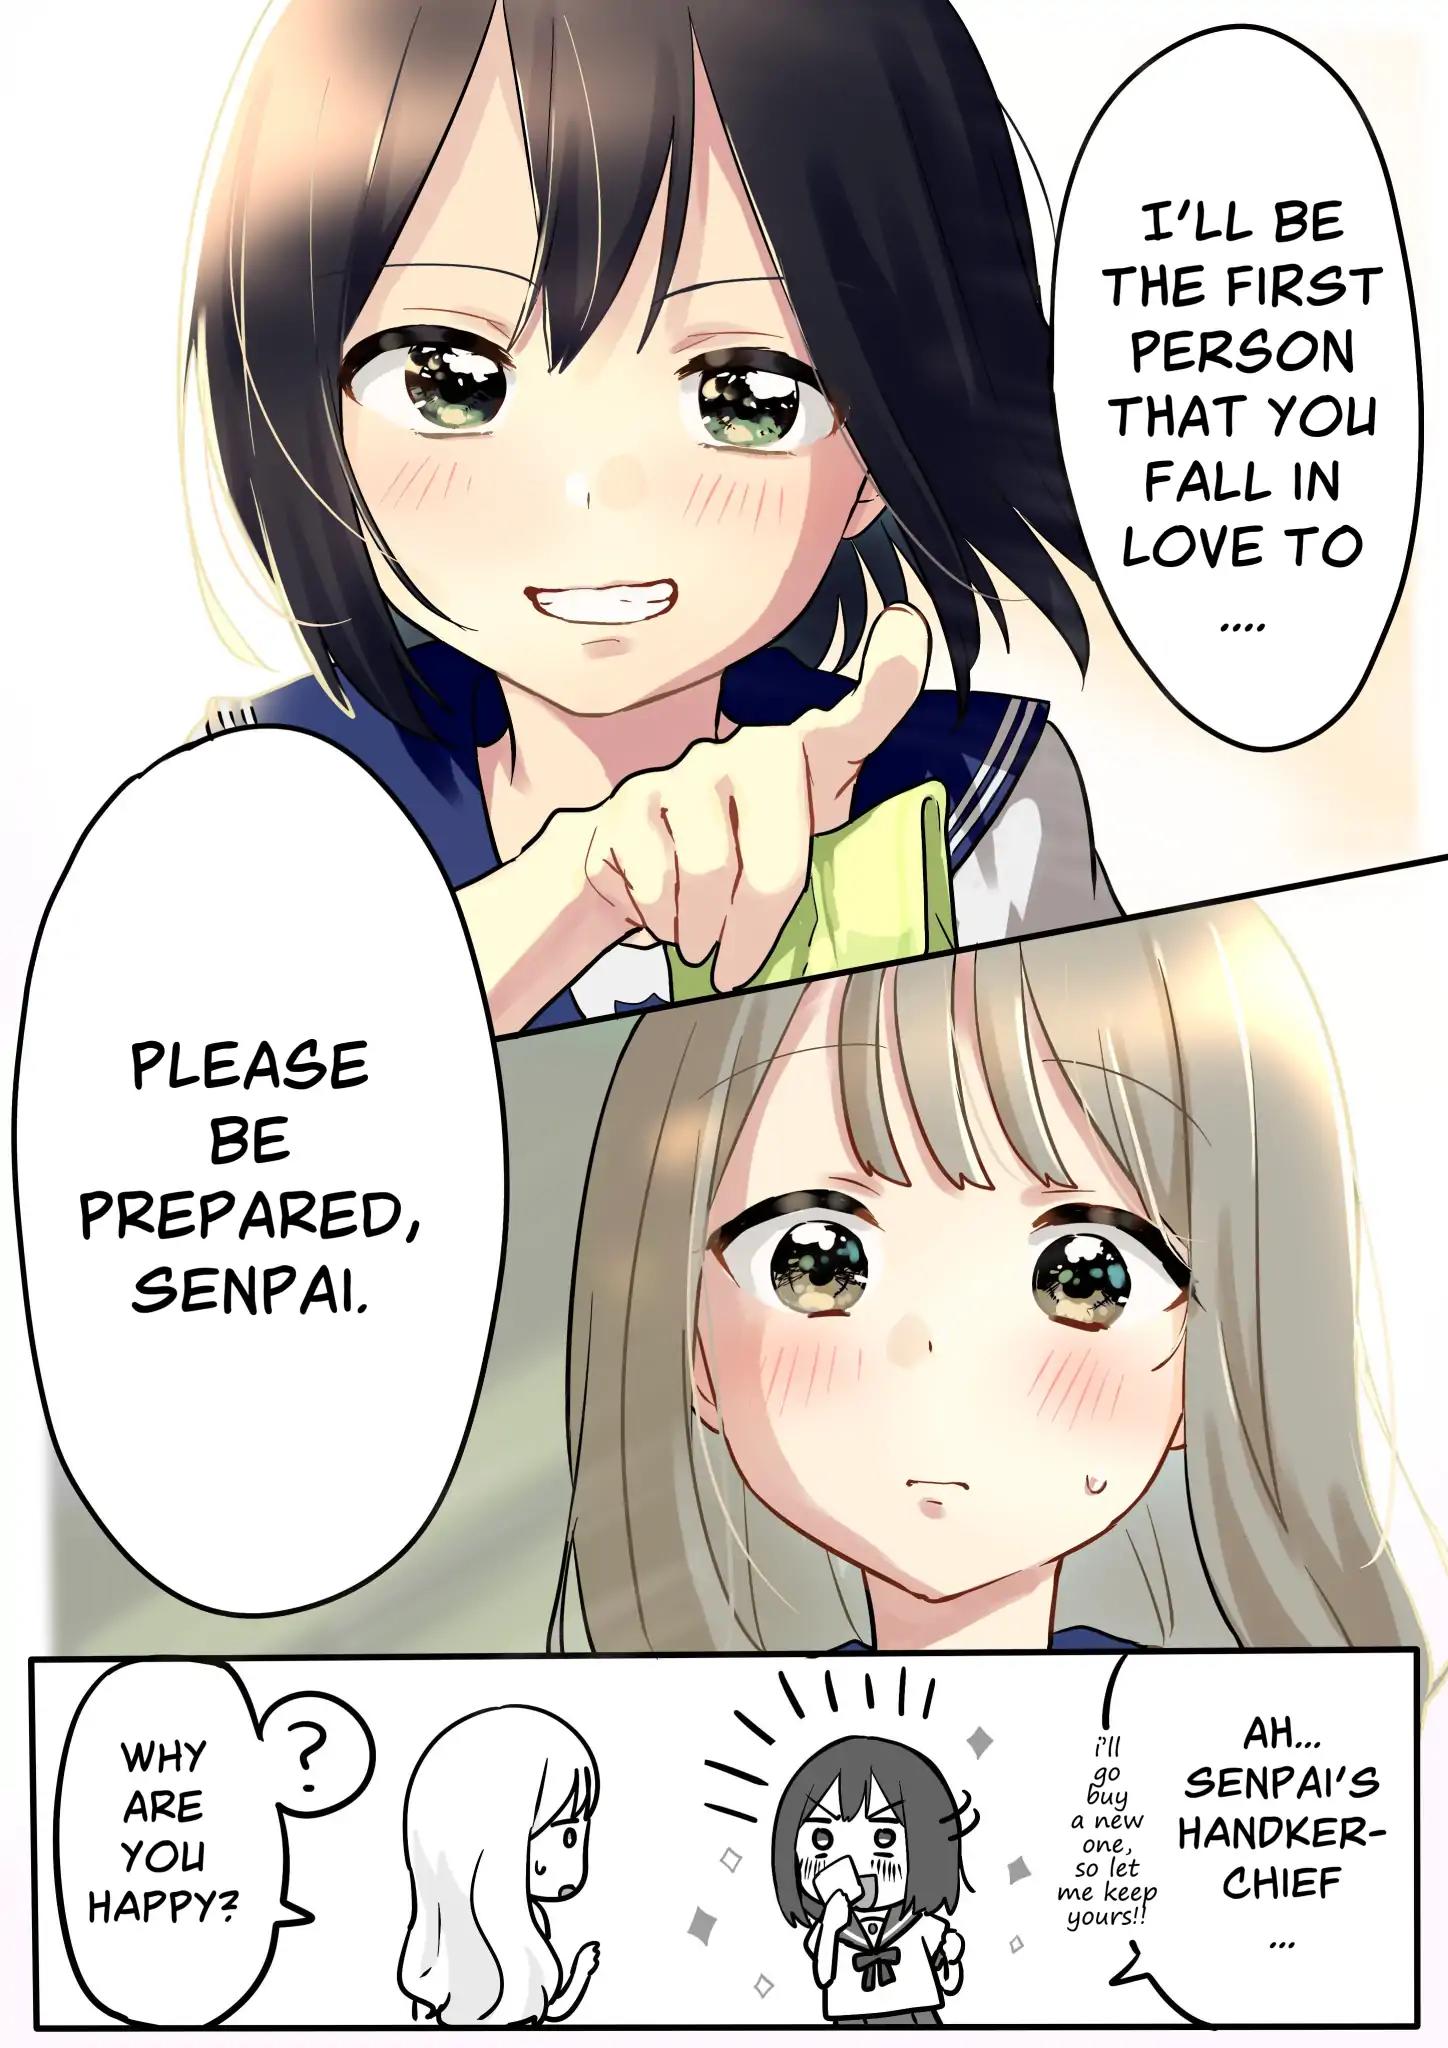 I'LL BE
THE FIRST
PERSON
THAT YOU
FALL IN
LOVE TO
....
PLEASE
BE
PREPARED,
SENPAI.
AH...
SENPAI'S
HANDKER-
CHIEF
...
i'll
go
buy
a new
one,
so let
me keep
yours!!
?
WHY
ARE
YOU
HAPPY?